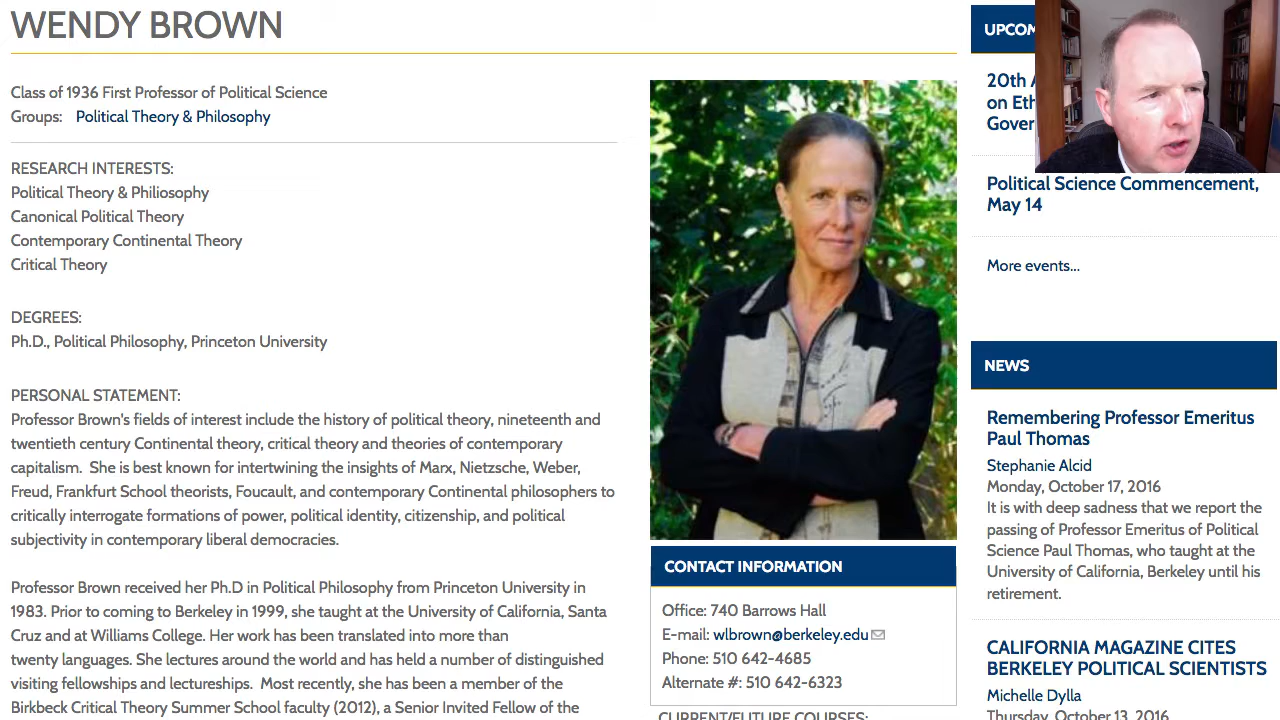 WENDY BROWN
Class of 1936 First Professor of Political Science
Groups: Political Theory & Philosophy
RESEARCH INTERESTS:
Political Theory & Philiosophy
Canonical Political Theory
Contemporary Continental Theory
Critical Theory
DEGREES:
Ph.D., Political Philosophy, Princeton University
PERSONAL STATEMENT:
Professor Brown's fields of interest include the history of political theory, nineteenth and
twentieth century Continental theory, critical theory and theories of contemporary
capitalism. She is best known for intertwining the insights of Marx, Nietzsche, Weber,
Freud, Frankfurt School theorists, Foucault, and contemporary Continental philosophers to
critically interrogate formations of power, political identity, citizenship, and political
subjectivity in contemporary liberal democracies.
Professor Brown received her Ph.D in Political Philosophy from Princeton University in
1983. Prior to coming to Berkeley in 1999, she taught at the University of California, Santa
Cruz and at Williams College. Her work has been translated into more than
twenty languages. She lectures around the world and has held a number of distinguished
visiting fellowships and lectureships. Most recently, she has been a member of the
Birkbeck Critical Theory Summer School faculty (2012), a Senior Invited Fellow of the
CONTACT INFORMATION
Office: 740 Barrows Hall
E-mail: wlbrown@berkeley.edu
Phone: 510 642-4685
Alternate #: 510 642-6323
CURRENT/FUTURE COURSES:
UPCOM
20th A
on Eth
Gover
Political Science Commencement,
May 14
More events...
NEWS
Remembering Professor Emeritus
Paul Thomas
Stephanie Alcid
Monday, October 17, 2016
It is with deep sadness that we report the
passing of Professor Emeritus of Political
Science Paul Thomas, who taught at the
University of California, Berkeley until his
retirement.
CALIFORNIA MAGAZINE CITES
BERKELEY POLITICAL SCIENTISTS
Michelle Dylla
Thursday, October 13, 2016